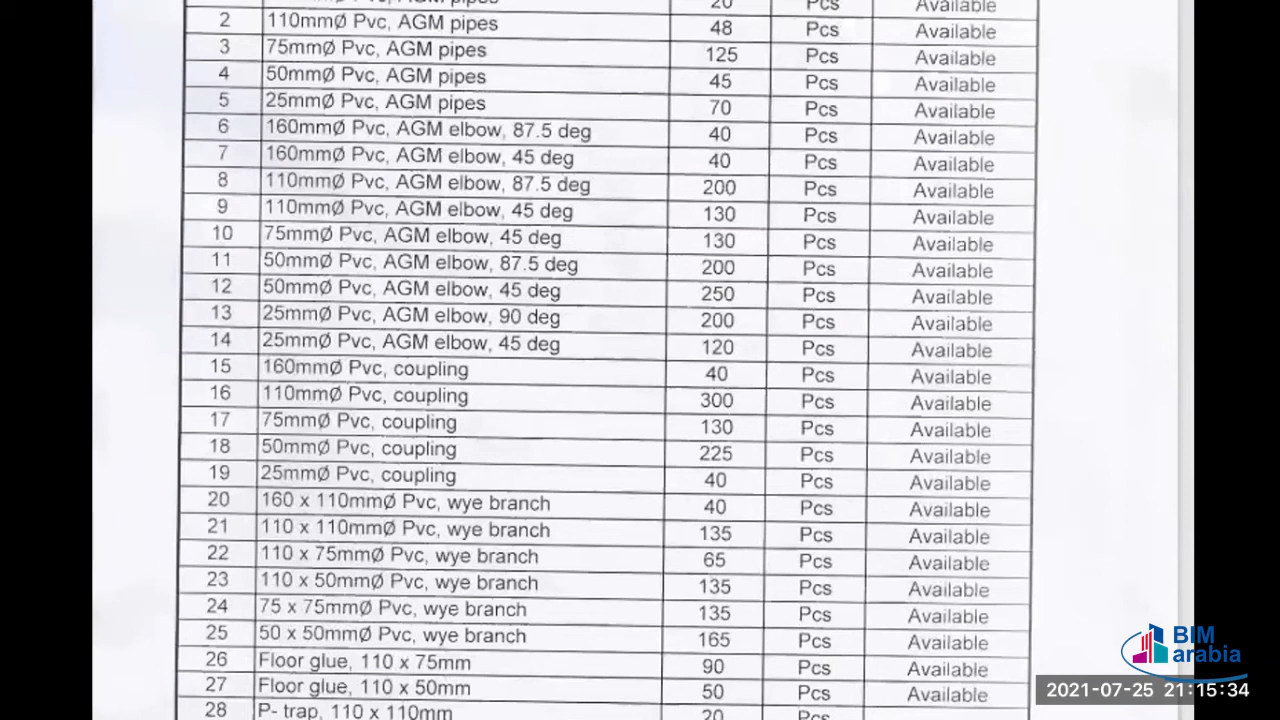 20 Pcs Available
2 110mmØ Pvc, AGM pipes 48 Pcs Available
3 75mmØ Pvc, AGM pipes 125 Pcs Available
4 50mmØ Pvc, AGM pipes 45 Pcs Available
5 25mmØ Pvc, AGM pipes 70 Pcs Available
6 160mmØ Pvc, AGM elbow, 87.5 deg 40 Pcs Available
7 160mmØ Pvc, AGM elbow, 45 deg 40 Pcs Available
8 110mmØ Pvc, AGM elbow, 87.5 deg 200 Pcs Available
9 110mmØ Pvc, AGM elbow, 45 deg 130 Pcs Available
10 75mmØ Pvc, AGM elbow, 45 deg 130 Pcs Available
11 50mmØ Pvc, AGM elbow, 87.5 deg 200 Pcs Available
12 50mmØ Pvc, AGM elbow, 45 deg 250 Pcs Available
13 25mmØ Pvc, AGM elbow, 90 deg 200 Pcs Available
14 25mmØ Pvc, AGM elbow, 45 deg 120 Pcs Available
15 160mmØ Pvc, coupling 40 Pcs Available
16 110mmØ Pvc, coupling 300 Pcs Available
17 75mmØ Pvc, coupling 130 Pcs Available
18 50mmØ Pvc, coupling 225 Pcs Available
19 25mmØ Pvc, coupling 40 Pcs Available
20 160 x 110mmØ Pvc, wye branch 40 Pcs Available
21 110 x 110mmØ Pvc, wye branch 135 Pcs Available
22 110 x 75mmØ Pvc, wye branch 65 Pcs Available
23 110 x 50mmØ Pvc, wye branch 135 Pcs Available
24 75 x 75mmØ Pvc, wye branch 135 Pcs Available
25 50 x 50mmØ Pvc, wye branch 165 Pcs Available
26 Floor glue, 110 x 75mm 90 Pcs Available
27 Floor glue, 110 x 50mm 50 Pcs Available
28 P- trap, 110 x 110mm 20 Pcs
BIM
arabia
2021-07-25 21:15:34